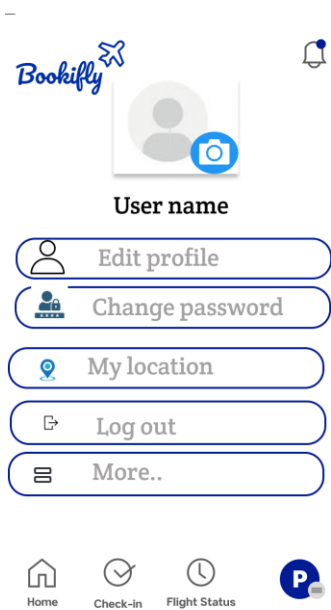 Bookifly
User name
Edit profile
Change password
My location
Log out
More..
Home
Check-in
Flight Status
P